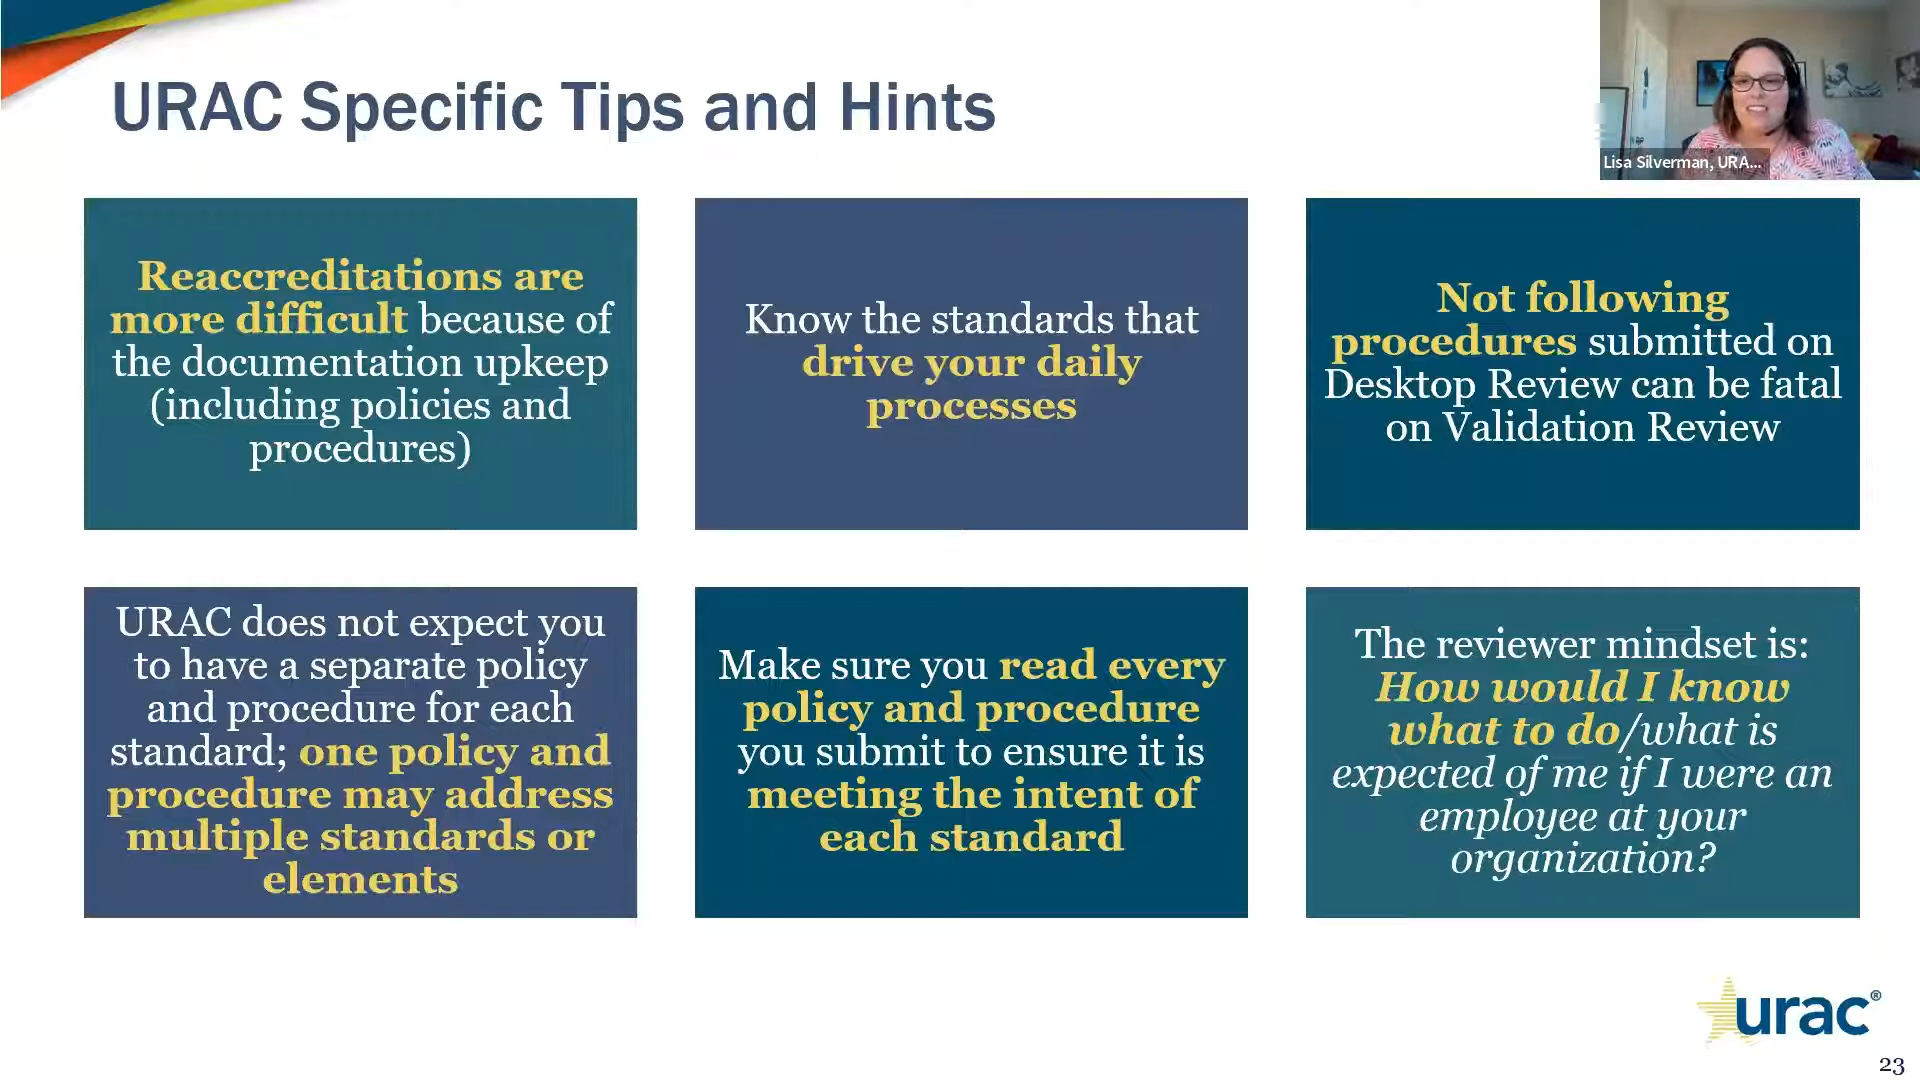 URAC Specific Tips and Hints
Lisa Silverman, URA...
Reaccreditations are
more difficult because of
the documentation upkeep
(including policies and
procedures)
Know the standards that
drive your daily
processes
Not following
procedures submitted on
Desktop Review can be fatal
on Validation Review
URAC does not expect you
to have a separate policy
and procedure for each
standard; one policy and
procedure may address
multiple standards or
elements
Make sure you read every
policy and procedure
you submit to ensure it is
meeting the intent of
each standard
The reviewer mindset is:
How would I know
what to do/what is
expected of me if I were an
employee at your
organization?
urac®
23